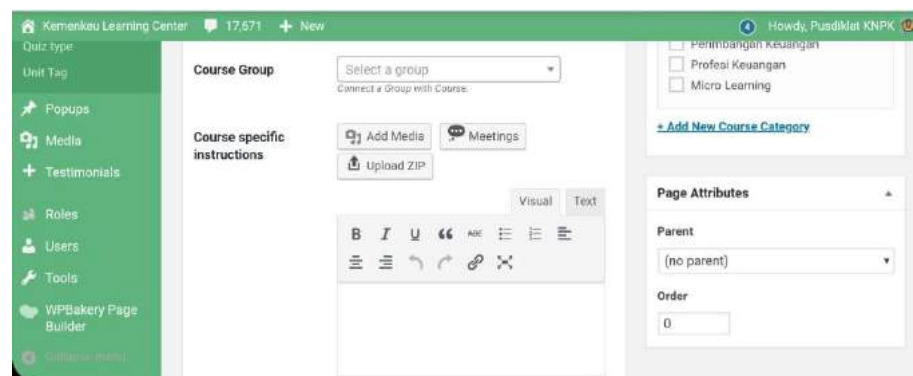 Kemenkeu Learning Center 17,671 + New Howdy, Pusdiklat KNPK
Quiz type
Unit Tag
Popups
Media
Testimonials
Roles
Users
Tools
WPBakery Page
Builder
Collapse menu
Course Group
Select a group
Connect a Group with Course.
Course specific
instructions
Add Media
Meetings
Upload ZIP
Visual Text
B I U ABC
Perimbangan Keuangan
Profesi Keuangan
Micro Learning
+ Add New Course Category
Page Attributes
Parent
(no parent)
Order
0